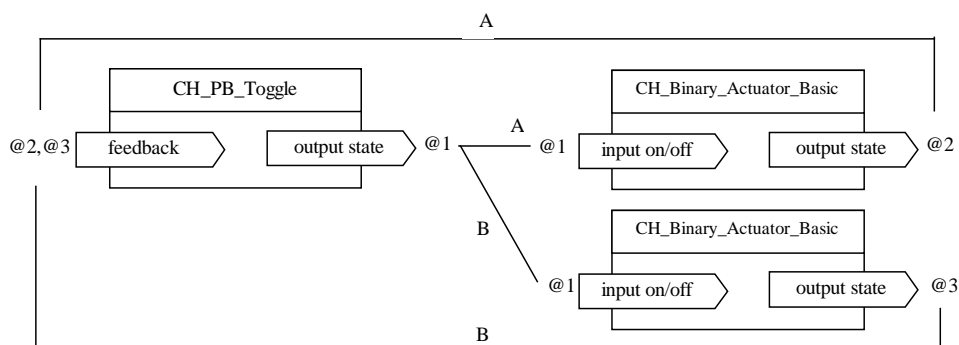 A
CH_PB_Toggle
CH_Binary_Actuator_Basic
@2,@3 feedback output state @1 A @1 input on/off output state @2
B
CH_Binary_Actuator_Basic
@1 input on/off output state @3
B